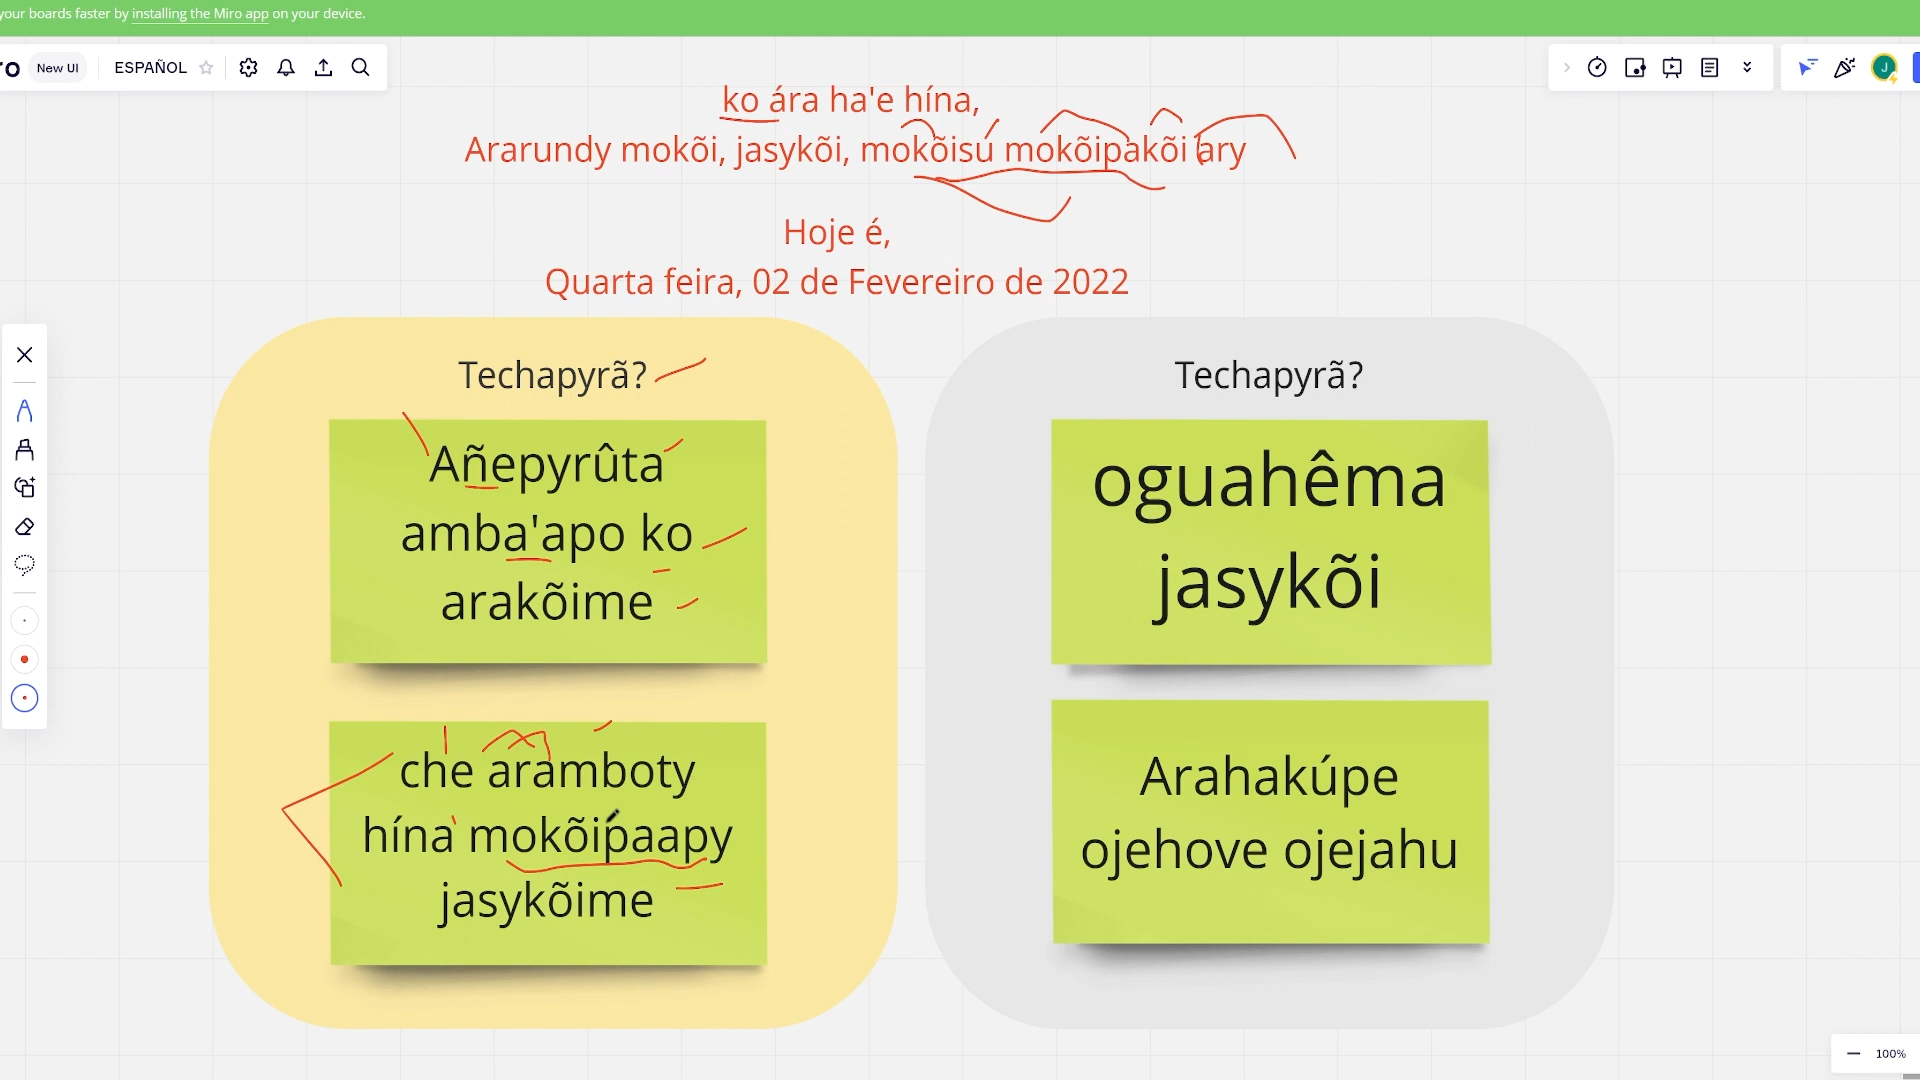 your boards faster by installing the Miro app on your device.
ro New UI ESPAÑOL
J
ko ára ha'e hína,
Ararundy mokõi, jasykõi, mokõisú mokõipakõi ary
Hoje é,
Quarta feira, 02 de Fevereiro de 2022
Techapyrã?
Añepyrûta
amba'apo ko
arakõime
che aramboty
hína mokõipaapy
jasykõime
Techapyrã?
oguahêma
jasykõi
Arahakúpe
ojehove ojejahu
100%